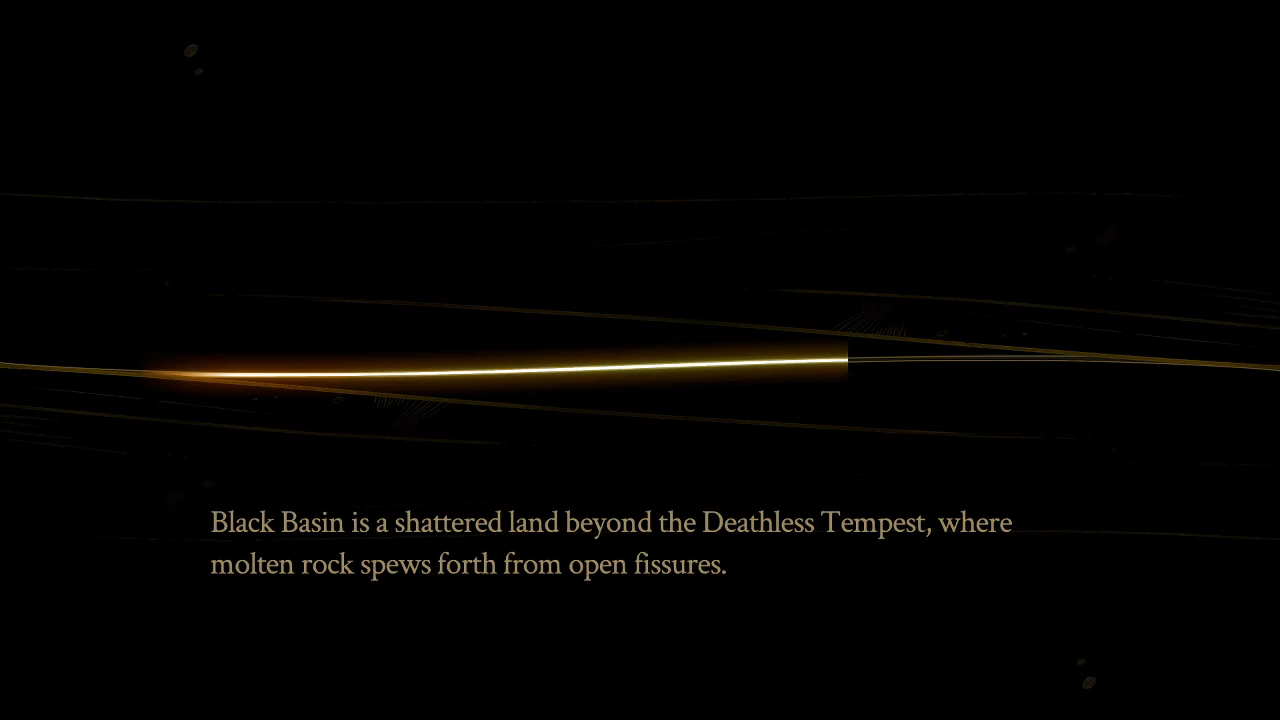 Black Basin is a shattered land beyond the Deathless Tempest, where
molten rock spews forth from open fissures.